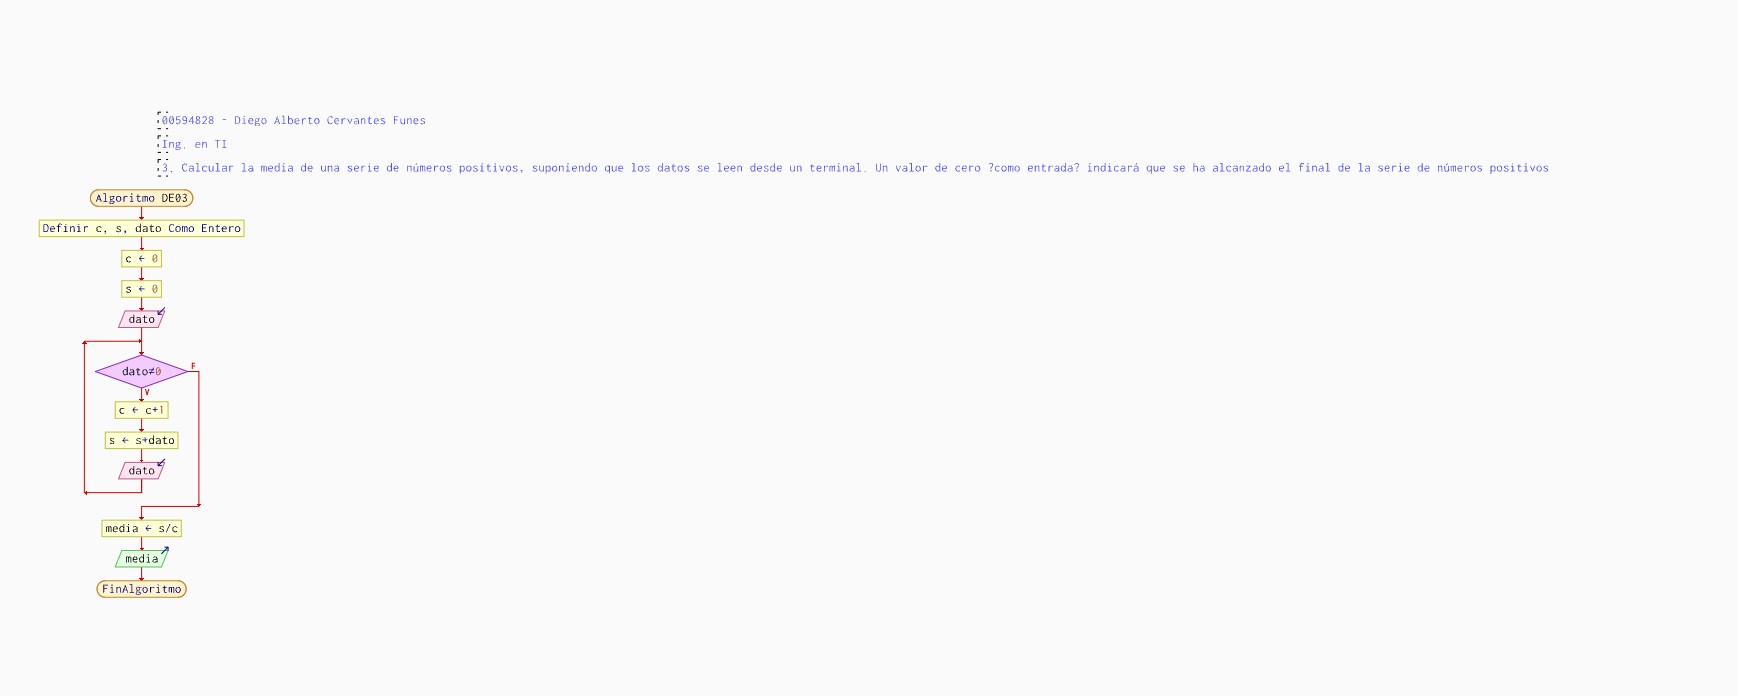 00594828 - Diego Alberto Cervantes Funes
Ing. en TI
3. Calcular la media de una serie de números positivos, suponiendo que los datos se leen desde un terminal. Un valor de cero ?como entrada? indicará que se ha alcanzado el final de la serie de números positivos
Algoritmo DE03
Definir c, s, dato Como Entero
c ← 0
s ← 0
dato
dato≠0
F
V
c ← c+1
s ← s+dato
dato
media ← s/c
media
FinAlgoritmo